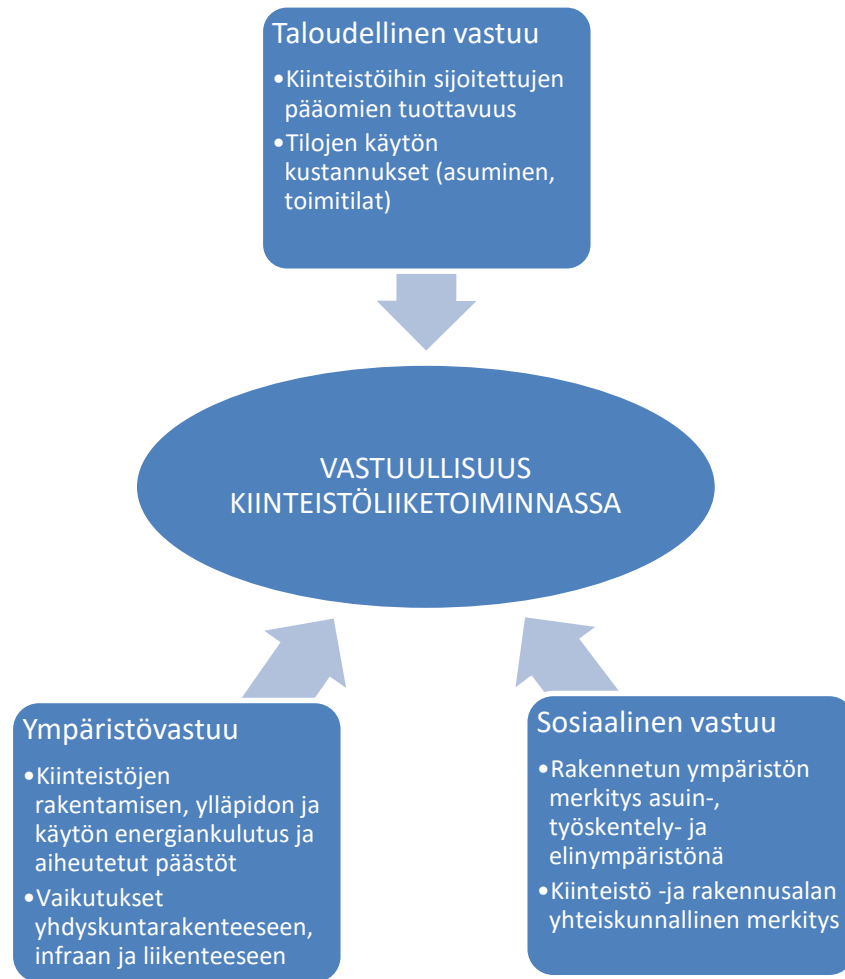 Taloudellinen vastuu
•Kiinteistöihin sijoitettujen
pääomien tuottavuus
•Tilojen käytön
kustannukset (asuminen,
toimitilat)
VASTUULLISUUS
KIINTEISTÖLIIKETOIMINNASSA
Ympäristövastuu
•Kiinteistöjen
rakentamisen, ylläpidon ja
käytön energiankulutus ja
aiheutetut päästöt
•Vaikutukset
yhdyskuntarakenteeseen,
infraan ja liikenteeseen
Sosiaalinen vastuu
•Rakennetun ympäristön
merkitys asuin-,
työskentely- ja
elinympäristönä
•Kiinteistö -ja rakennusalan
yhteiskunnallinen merkitys